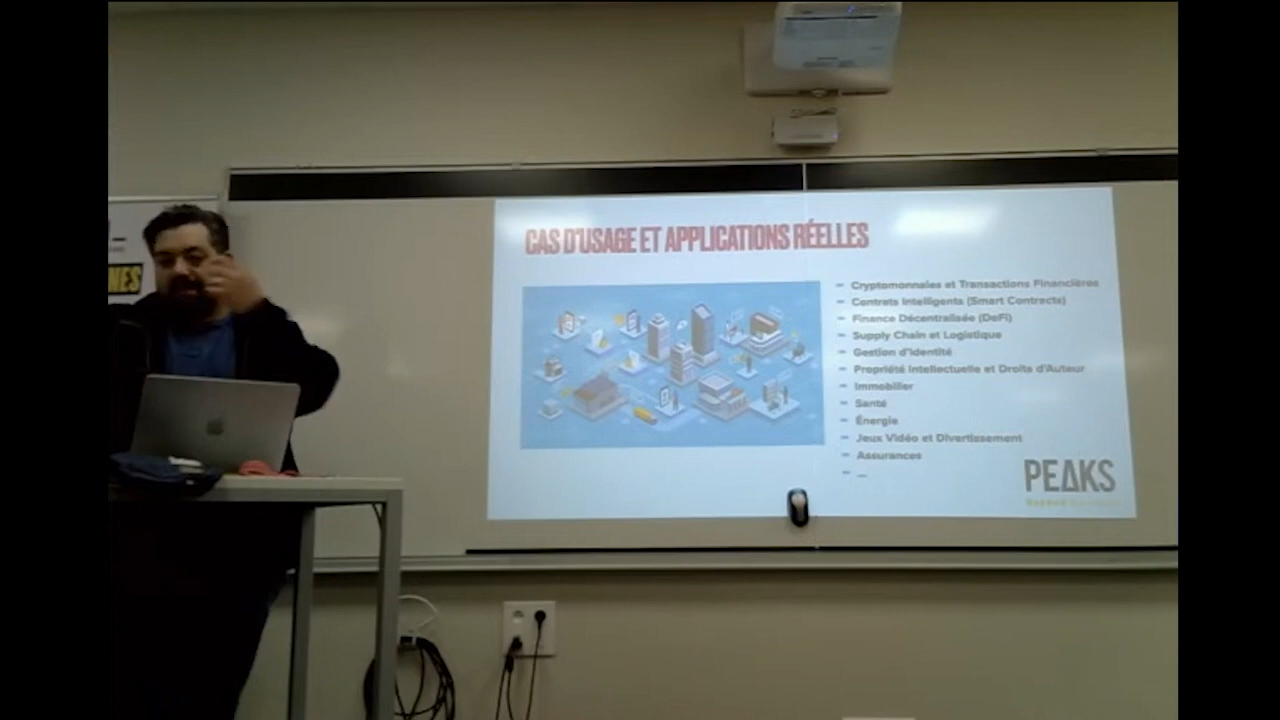 NES
CAS D'USAGE ET APPLICATIONS RÉELLES
– Cryptomonnaies et Transactions Financières
– Contrats Intelligents (Smart Contracts)
– Finance Décentralisée (DeFi)
– Supply Chain et Logistique
– Gestion d'Identité
– Propriété Intellectuelle et Droits d'Auteur
– Immobilier
– Santé
– Énergie
– Jeux Vidéo et Divertissement
– Assurances
– ...
PEAKS